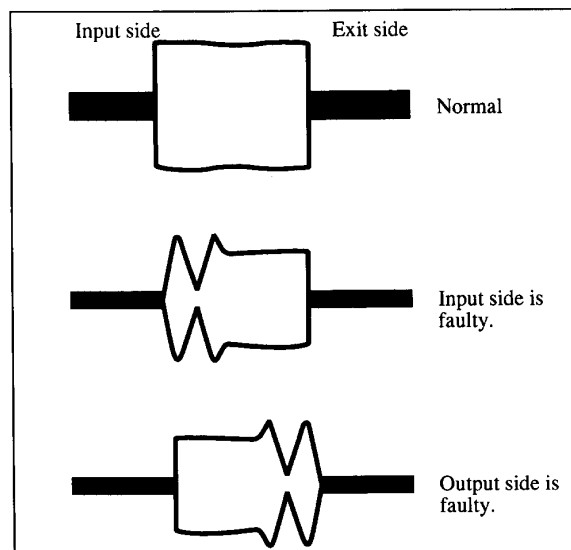 Input side
Exit side
Normal
Input side is
faulty.
Output side is
faulty.